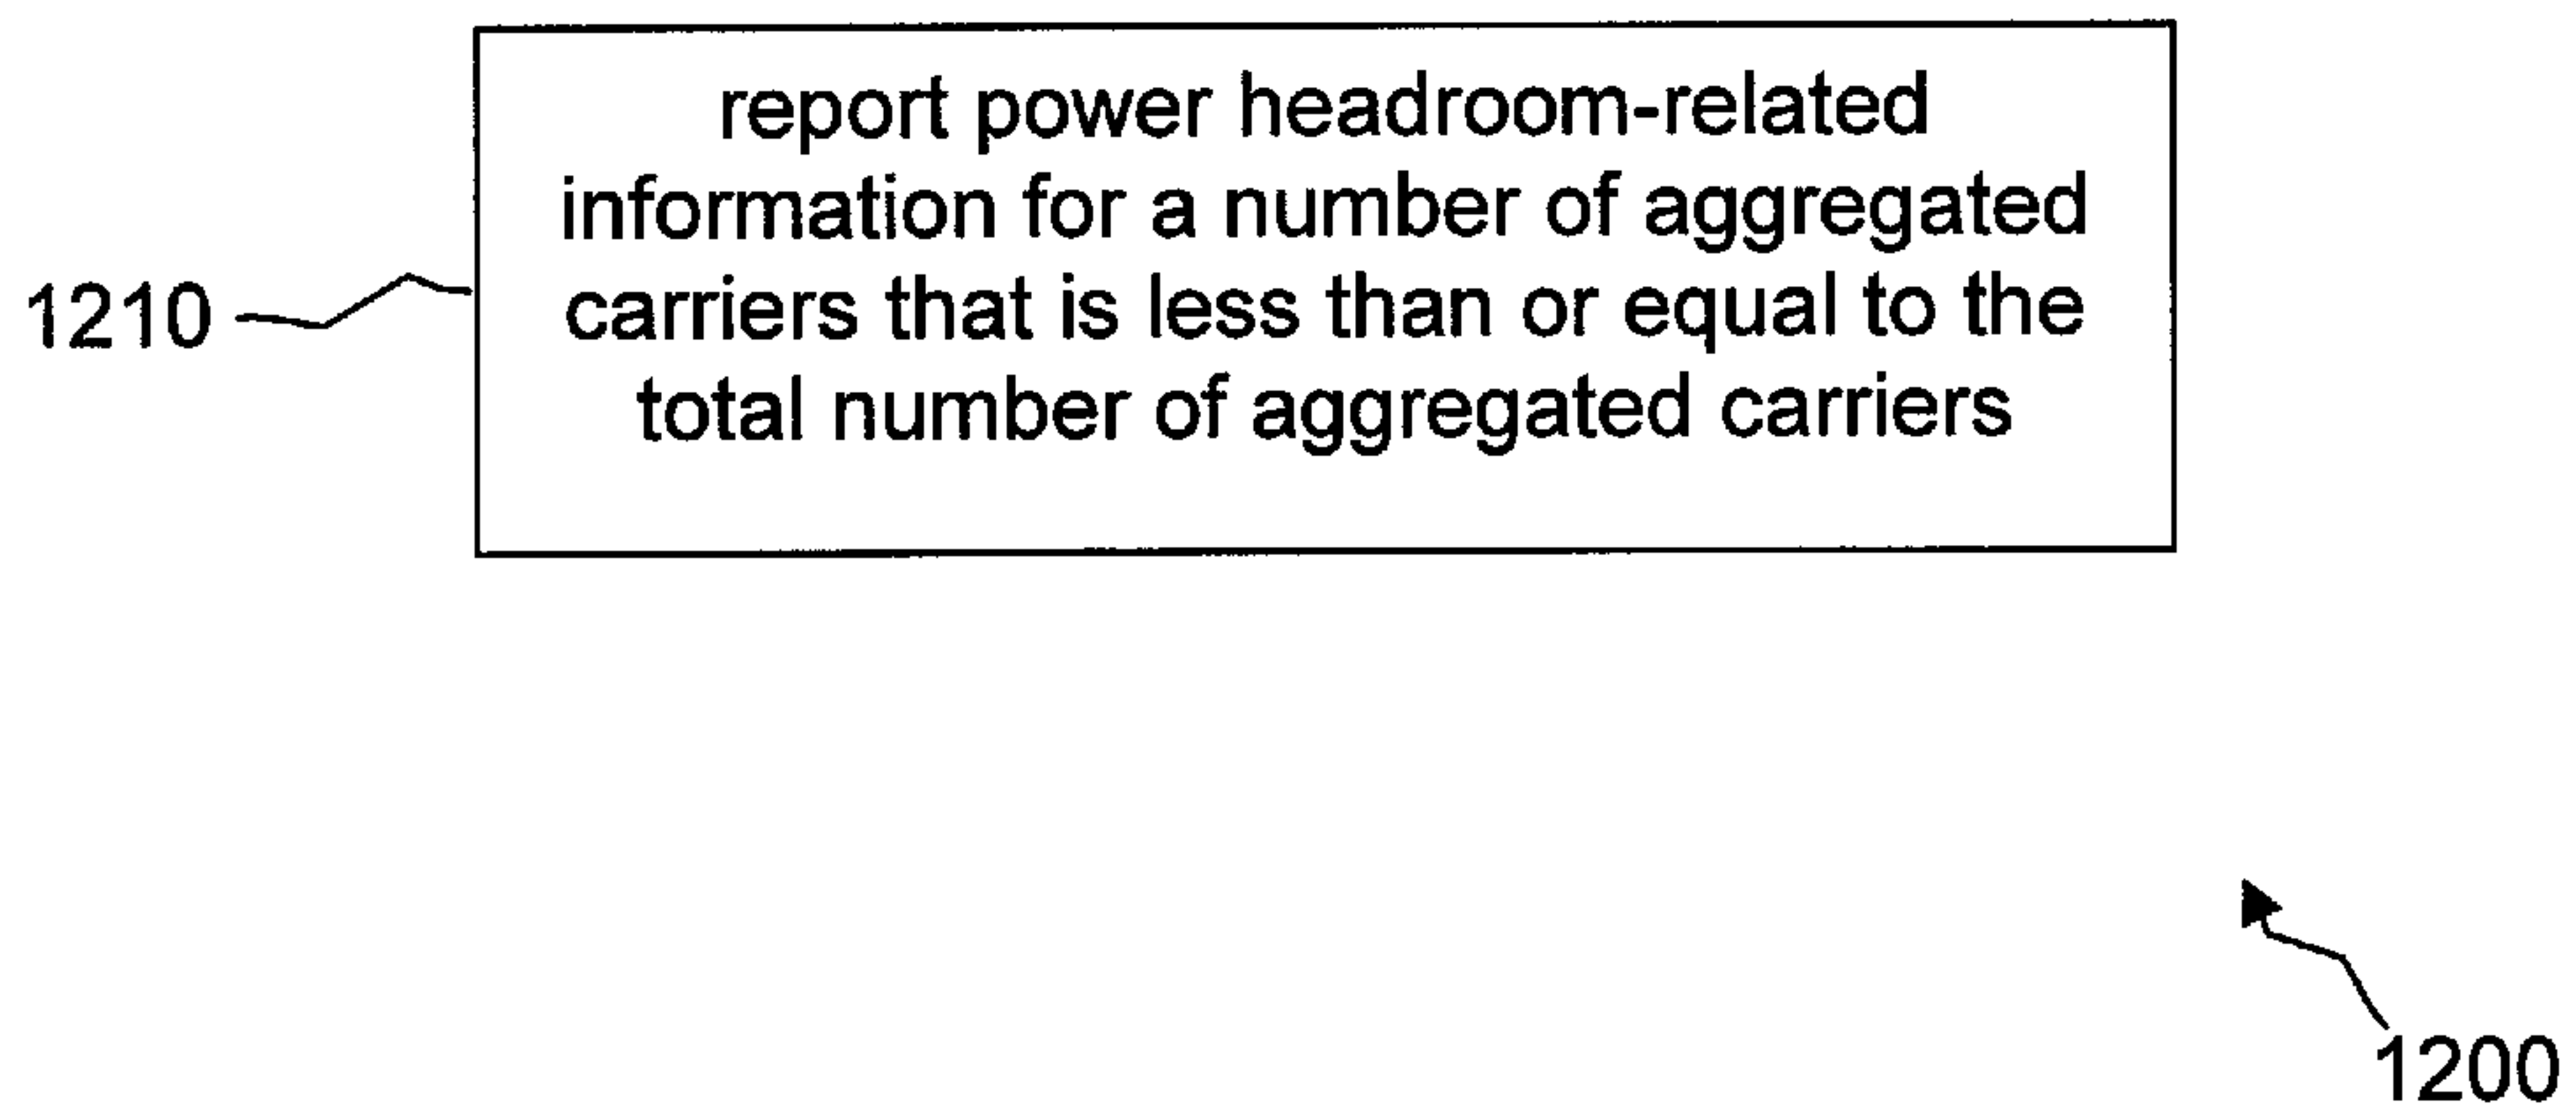 report power headroom-related
information for a number of aggregated
carriers that is less than or equal to the
total number of aggregated carriers
1210
1200